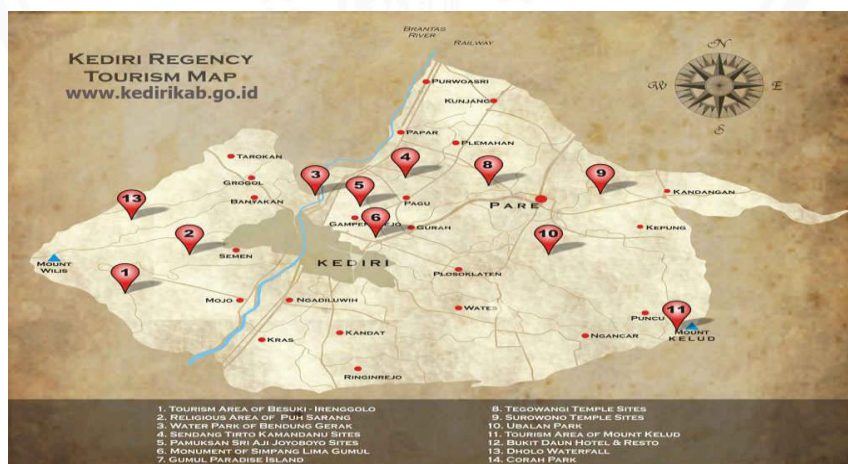 BRANTAS
RIVER
RAILWAY
KEDIRI REGENCY
TOURISM MAP
www.kedirikab.go.id
N
W
E
S
PURWOASRI
KUNJANG
PAPAR
PLEMAHAN
TAROKAN
GROGOL
BANYAKAN
3
4
5
8
9
13
PAGU
PARE
KANDANGAN
6
GURAH
KEPUNG
2
10
SEMEN
KEDIRI
MOUNT
WILIS
1
PLOSOKLATEN
MOJO
NGADILUWIH
WATES
PUNCU
11
MOUNT
KELUD
KRAS
KANDAT
NGANCAR
RINGINREJO
1. TOURISM AREA OF BESUKI - IRENGGOLO
2. RELIGIOUS AREA OF PUH SARANG
3. WATER PARK OF BENDUNG GERAK
4. SENDANG TIRTO KAMANDANU SITES
5. PAMUKSAN SRI AJI JOYOBOYO SITES
6. MONUMENT OF SIMPANG LIMA GUMUL
7. GUMUL PARADISE ISLAND
8. TEGOWANGI TEMPLE SITES
9. SUROWONO TEMPLE SITES
10. UBALAN PARK
11. TOURISM AREA OF MOUNT KELUD
12. BUKIT DAUN HOTEL & RESTO
13. DHOLO WATERFALL
14. CORAH PARK